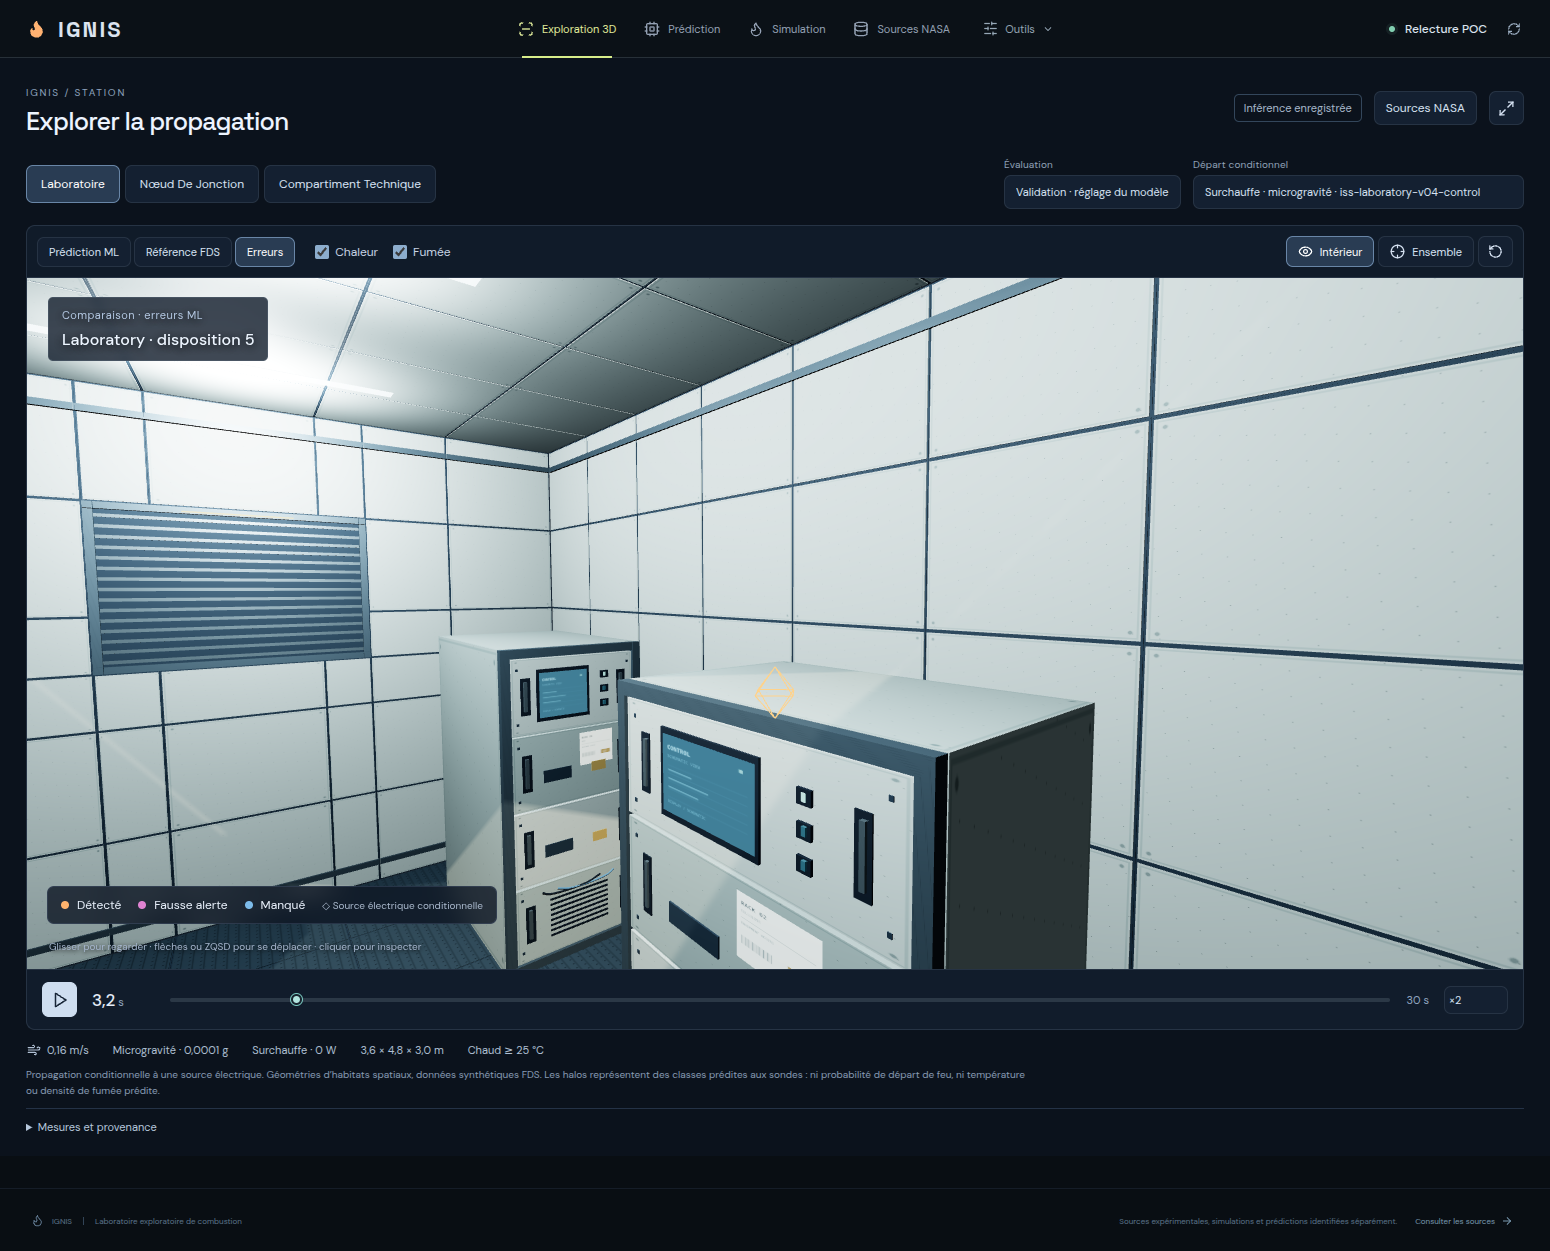 IGNIS
Exploration 3D
Prédiction
Simulation
Sources NASA
Outils
Relecture POC
IGNIS / STATION
Explorer la propagation
Inférence enregistrée
Sources NASA
Laboratoire
Nœud De Jonction
Compartiment Technique
Évaluation
Validation · réglage du modèle
Départ conditionnel
Surchauffe · microgravité · iss-laboratory-v04-control
Prédiction ML
Référence FDS
Erreurs
Chaleur
Fumée
Intérieur
Ensemble
Comparaison · erreurs ML
Laboratory · disposition 5
CONTROL
RACK 02
Détecté
Fausse alerte
Manqué
◇ Source électrique conditionnelle
Glisser pour regarder · flèches ou ZQSD pour se déplacer · cliquer pour inspecter
3,2 s
30 s
×2
0,16 m/s
Microgravité · 0,0001 g
Surchauffe · 0 W
3,6 × 4,8 × 3,0 m
Chaud ≥ 25 °C
Propagation conditionnelle à une source électrique. Géométries d'habitats spatiaux, données synthétiques FDS. Les halos représentent des classes prédites aux sondes : ni probabilité de départ de feu, ni température
ou densité de fumée prédite.
Mesures et provenance
IGNIS
Laboratoire exploratoire de combustion
Sources expérimentales, simulations et prédictions identifiées séparément.
Consulter les sources